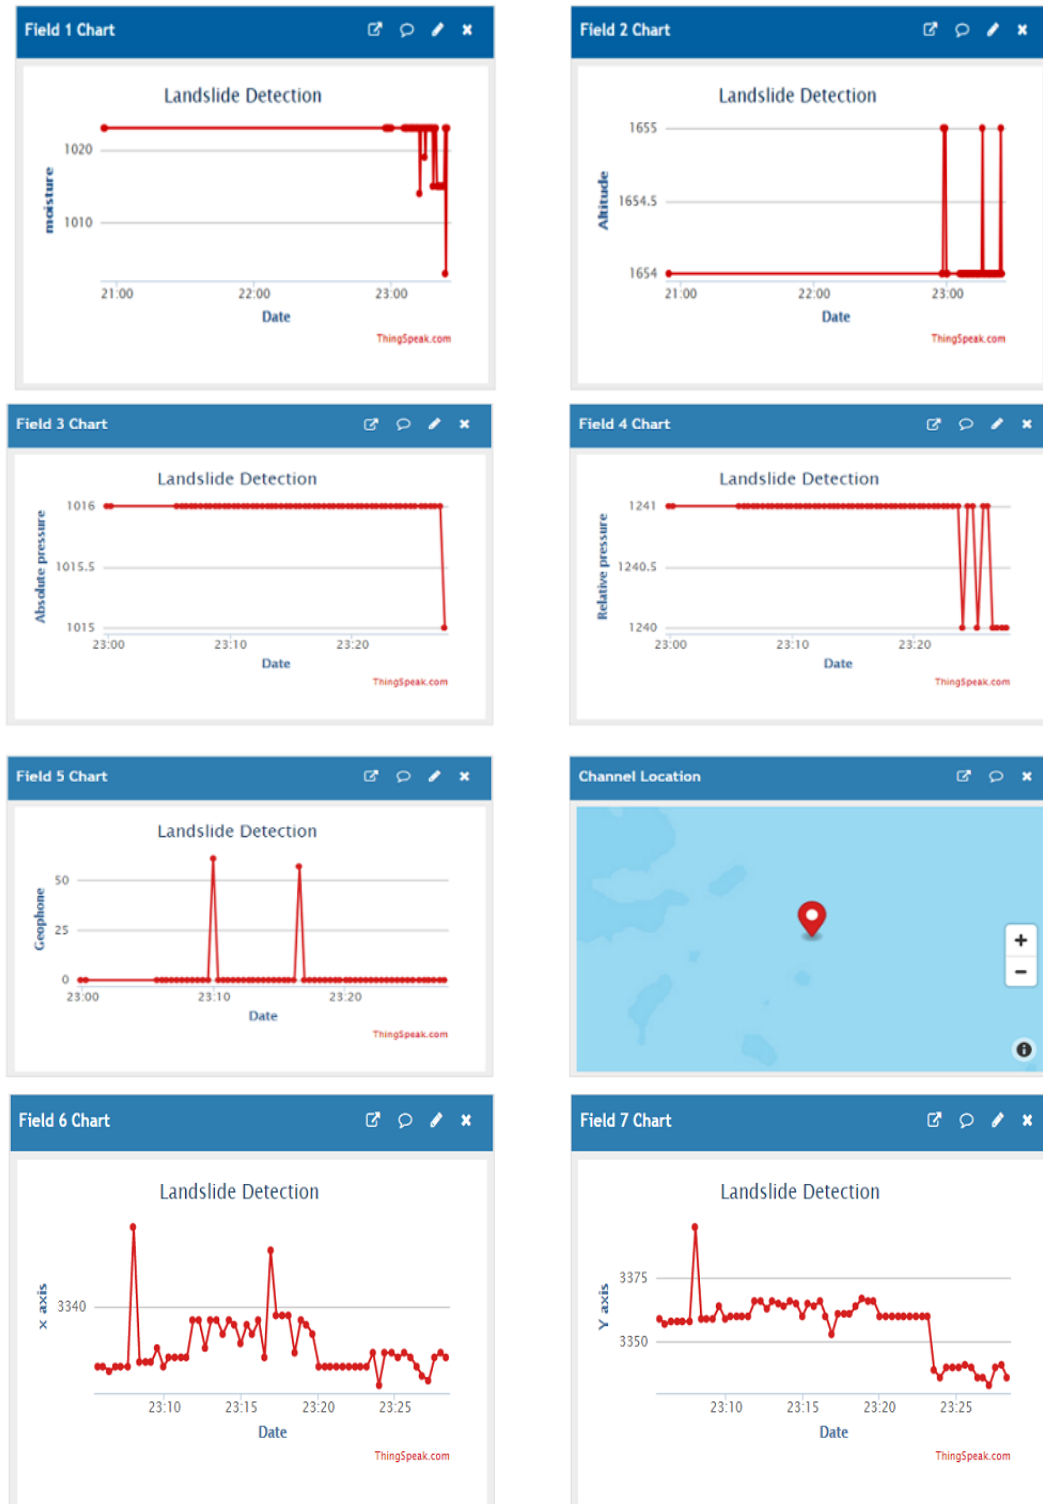 Field 1 Chart
Landslide Detection
moisture
1020
1010
21:00 22:00 23:00
Date
ThingSpeak.com
Field 2 Chart
Landslide Detection
Altitude
1655
1654.5
1654
21:00 22:00 23:00
Date
ThingSpeak.com
Field 3 Chart
Landslide Detection
Absolute pressure
1016
1015.5
1015
23:00 23:10 23:20
Date
ThingSpeak.com
Field 4 Chart
Landslide Detection
Relative pressure
1241
1240.5
1240
23:00 23:10 23:20
Date
ThingSpeak.com
Field 5 Chart
Landslide Detection
Geophone
50
25
0
23:00 23:10 23:20
Date
ThingSpeak.com
Channel Location
Field 6 Chart
Landslide Detection
x axis
3340
23:10 23:15 23:20 23:25
Date
ThingSpeak.com
Field 7 Chart
Landslide Detection
Y axis
3375
3350
23:10 23:15 23:20 23:25
Date
ThingSpeak.com